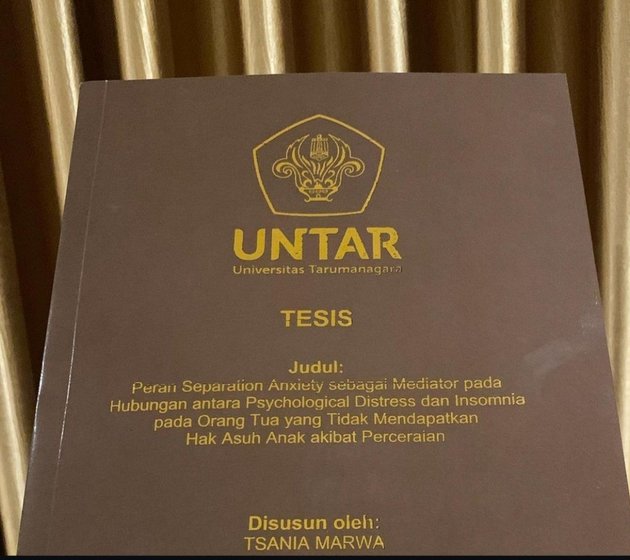 UNTAR
Universitas Tarumanagara
TESIS
Judul:
Peran Separation Anxiety sebagai Mediator pada
Hubungan antara Psychological Distress dan Insomnia
pada Orang Tua yang Tidak Mendapatkan
Hak Asuh Anak akibat Perceraian
Disusun oleh:
TSANIA MARWA